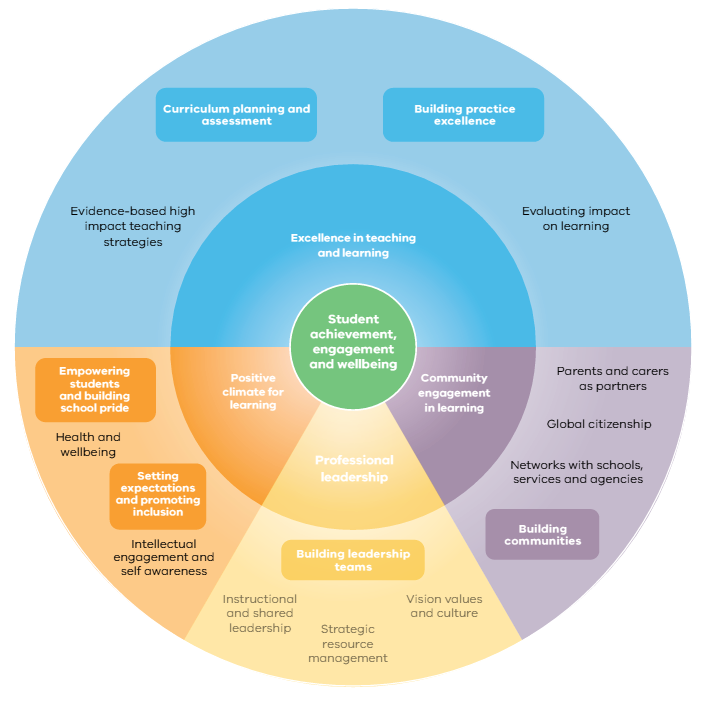 Curriculum planning and
assessment
Building practice
excellence
Evidence-based high
impact teaching
strategies
Evaluating impact
on learning
Excellence in teaching
and learning
Student
achievement,
engagement
and wellbeing
Positive
climate for
learning
Community
engagement
in learning
Professional
leadership
Empowering
students
and building
school pride
Health and
wellbeing
Setting
expectations
and promoting
inclusion
Intellectual
engagement and
self awareness
Parents and carers
as partners
Global citizenship
Networks with schools,
services and agencies
Building
communities
Building leadership
teams
Instructional
and shared
leadership
Strategic
resource
management
Vision values
and culture